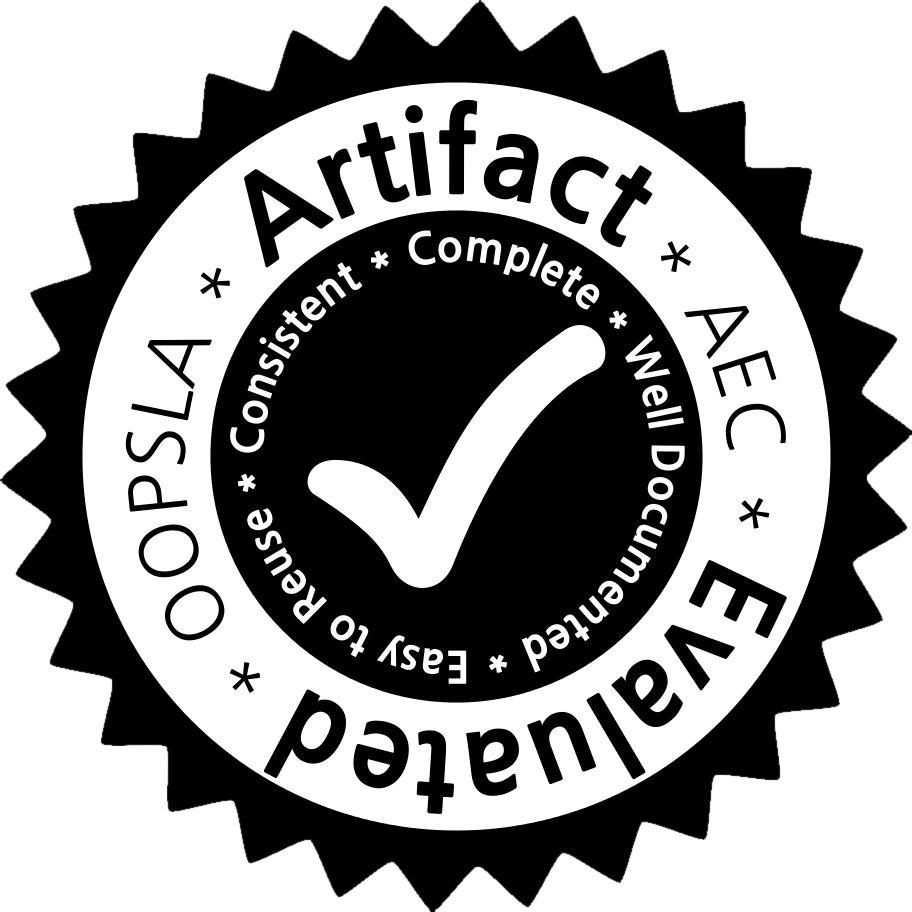 Artifact * AEC * Evaluated * OOPSLA *
Complete * Well Documented * Easy to Reuse * Consistent *